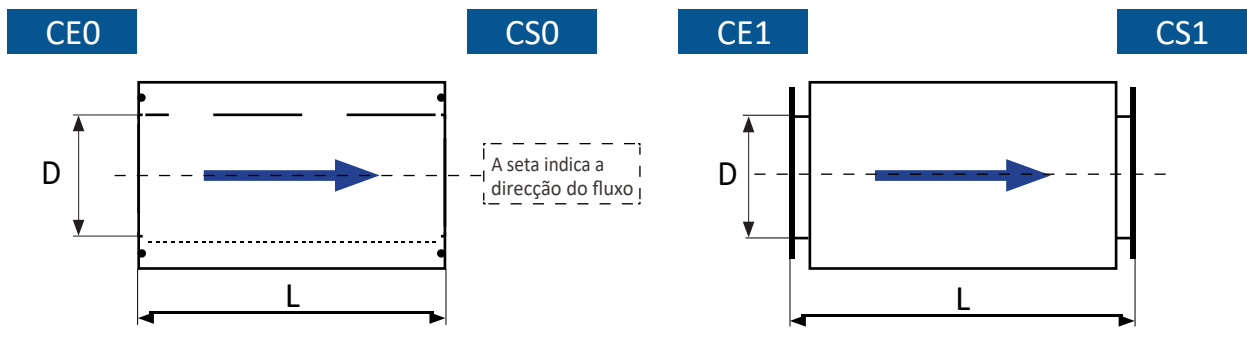 CE0
CS0
CE1
CS1
D
A seta indica a
direcção do fluxo
D
L
L